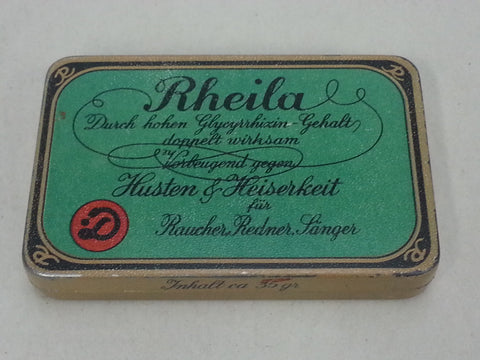 Rheila
Durch hohen Glycyrrhizin-Gehalt
doppelt wirksam
Vorbeugend gegen
Husten & Heiserkeit
für
Raucher, Redner, Sänger
Inhalt ca 35 gr